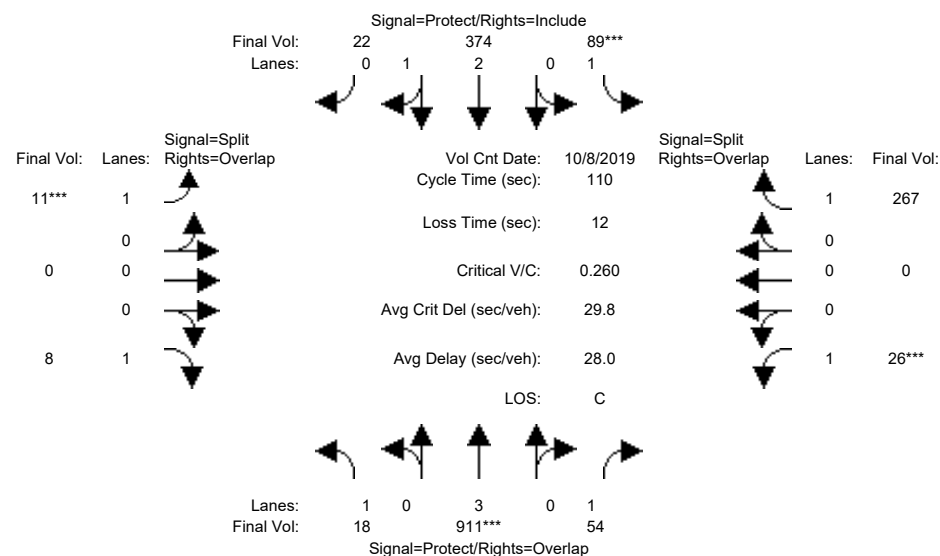 Signal=Protect/Rights=Include
Final Vol: 22 374 89***
Lanes: 0 1 2 0 1
Signal=Split Signal=Split
Final Vol: Lanes: Rights=Overlap Vol Cnt Date: 10/8/2019 Rights=Overlap Lanes: Final Vol:
Cycle Time (sec): 110
11*** 1 1 267
Loss Time (sec): 12
0 0
0 0 Critical V/C: 0.260 0 0
0 Avg Crit Del (sec/veh): 29.8 0
8 1 Avg Delay (sec/veh): 28.0 1 26***
LOS: C
Lanes: 1 0 3 0 1
Final Vol: 18 911*** 54
Signal=Protect/Rights=Overlap